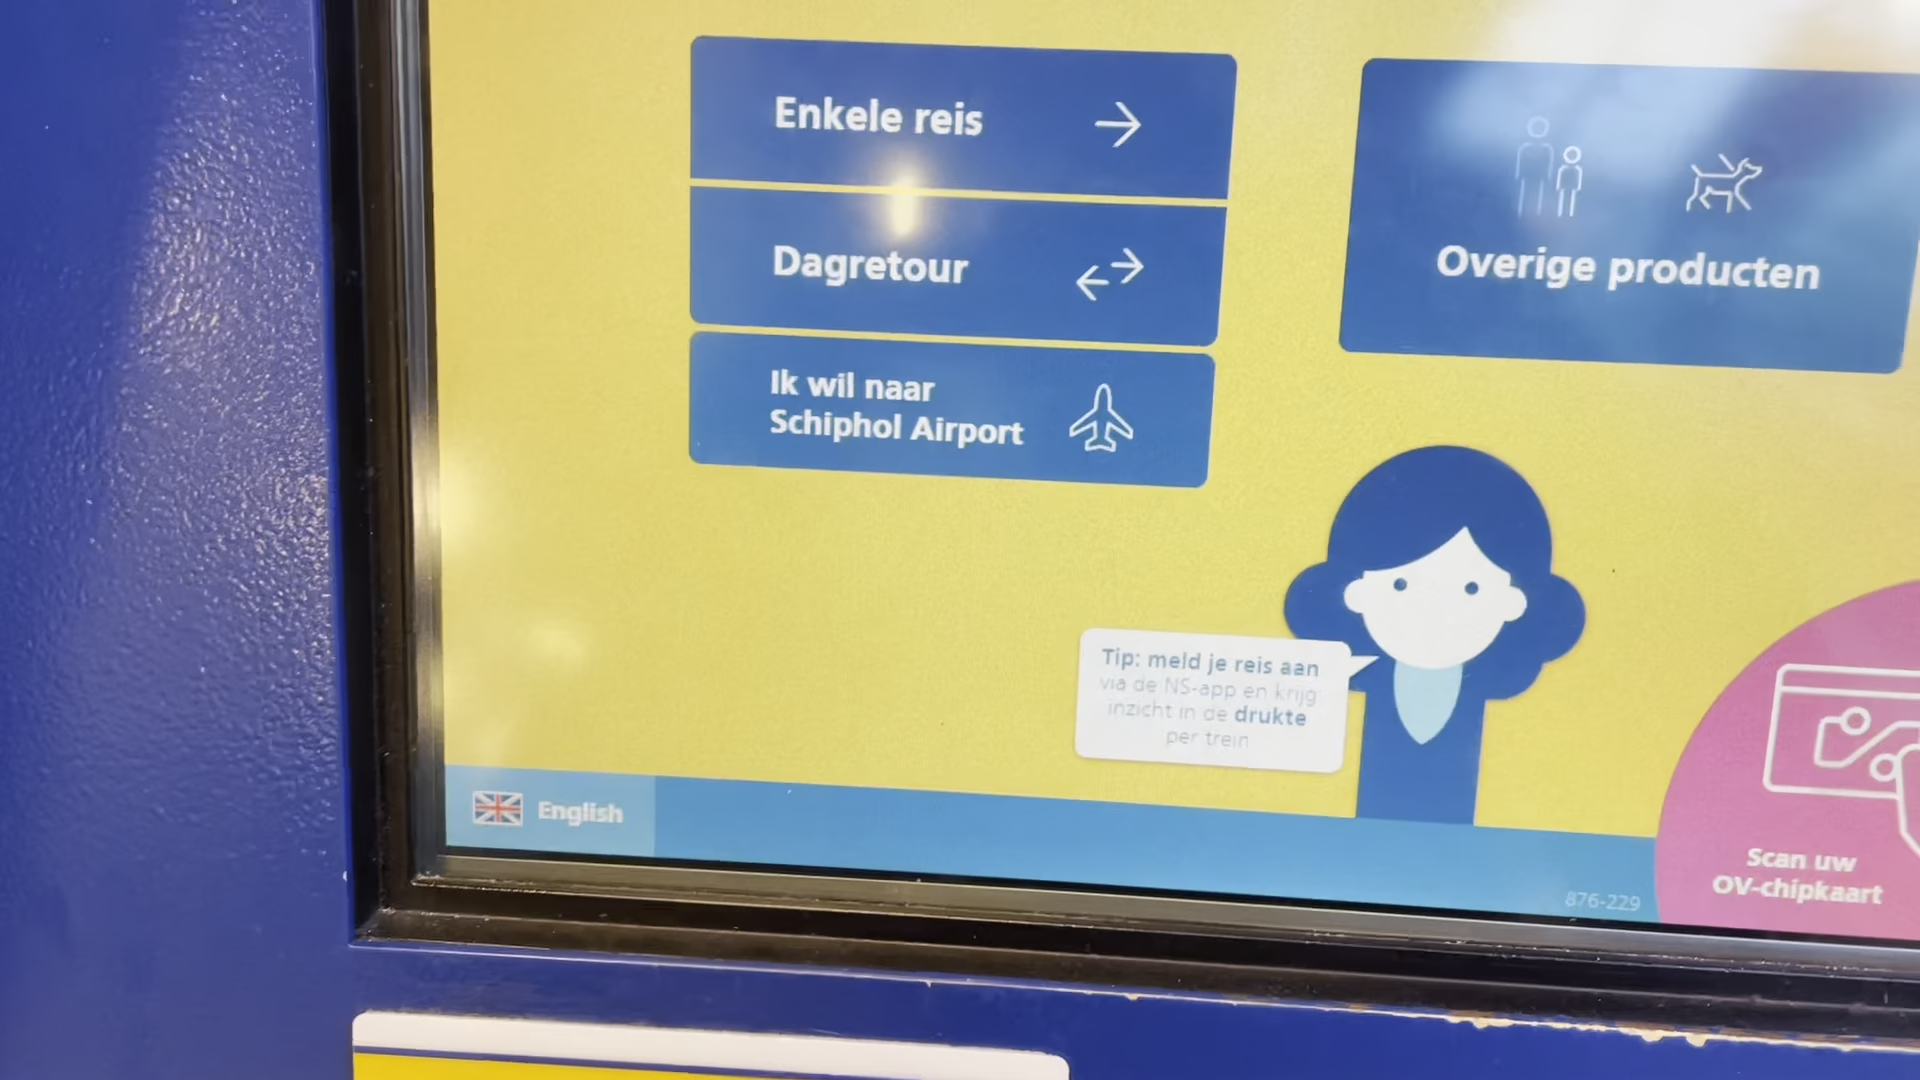 Enkele reis
Dagretour
Ik wil naar
Schiphol Airport
Overige producten
Tip: meld je reis aan
via de NS-app en krijg
inzicht in de drukte
per trein
English
876-229
Scan uw
OV-chipkaart